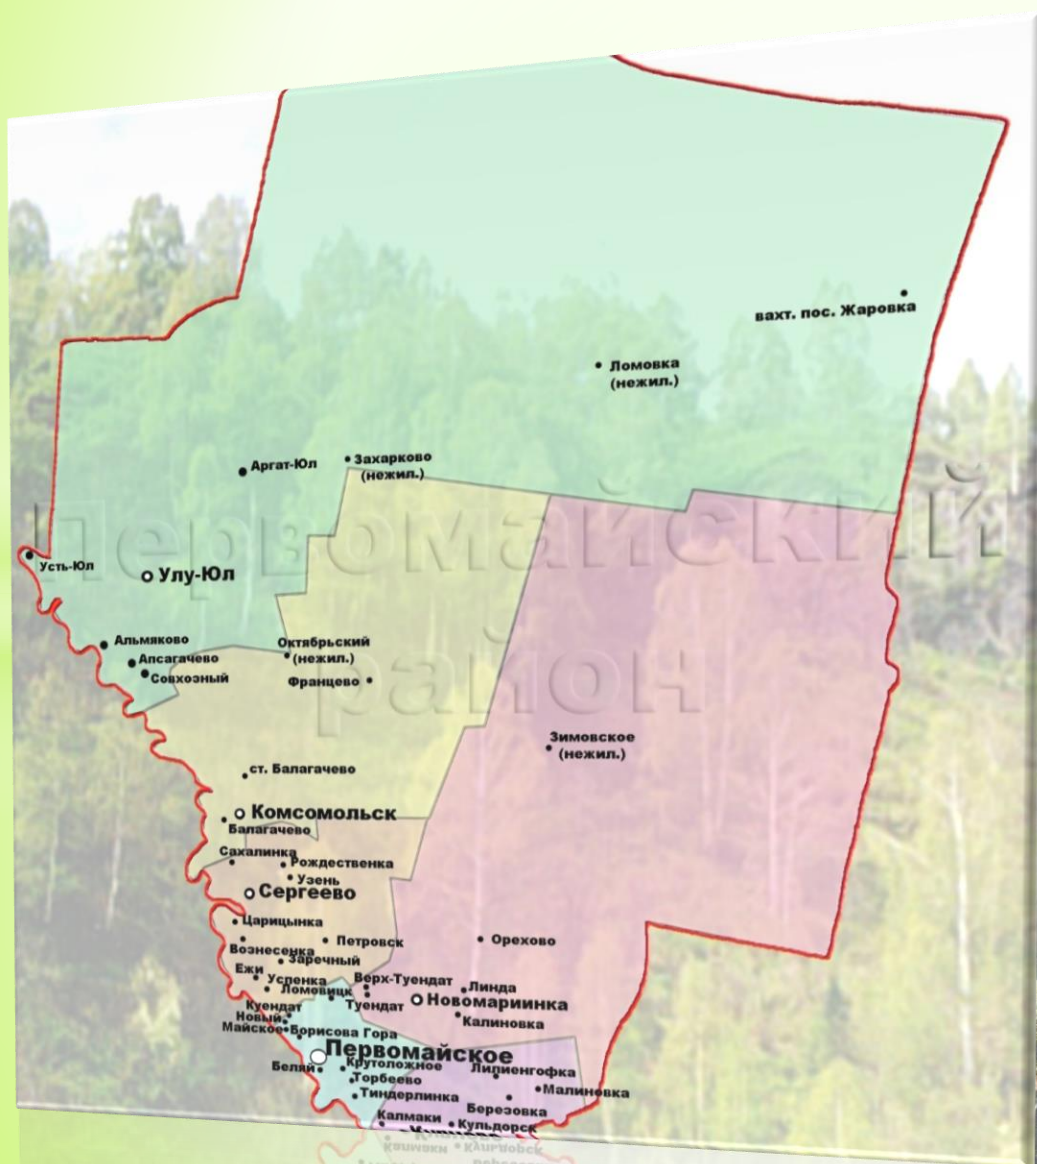 вахт. пос. Жаровка
Ломовка
(нежил.)
Захарково
(нежил.)
Аргат-Юл
Первомайский
район
Усть-Юл
Улу-Юл
Альмяково
Апсагачево
Совхозный
Октябрьский
(нежил.)
Францево
Зимовское
(нежил.)
ст. Балагачево
Комсомольск
Балагачево
Сахалинка
Рождественка
Узень
Сергеево
Царицынка
Петровск
Орехово
Вознесенка
Заречный
Ежи
Успенка
Верх-Туендат
Линда
Ломовицк
Новомариинка
Куендат
Туендат
Новый
Калиновка
Майское
Борисова Гора
Первомайское
Беляй
Крутоложное
Лилиенгофка
Торбеево
Малиновка
Тиндерлинка
Березовка
Калмаки
Кульдорск